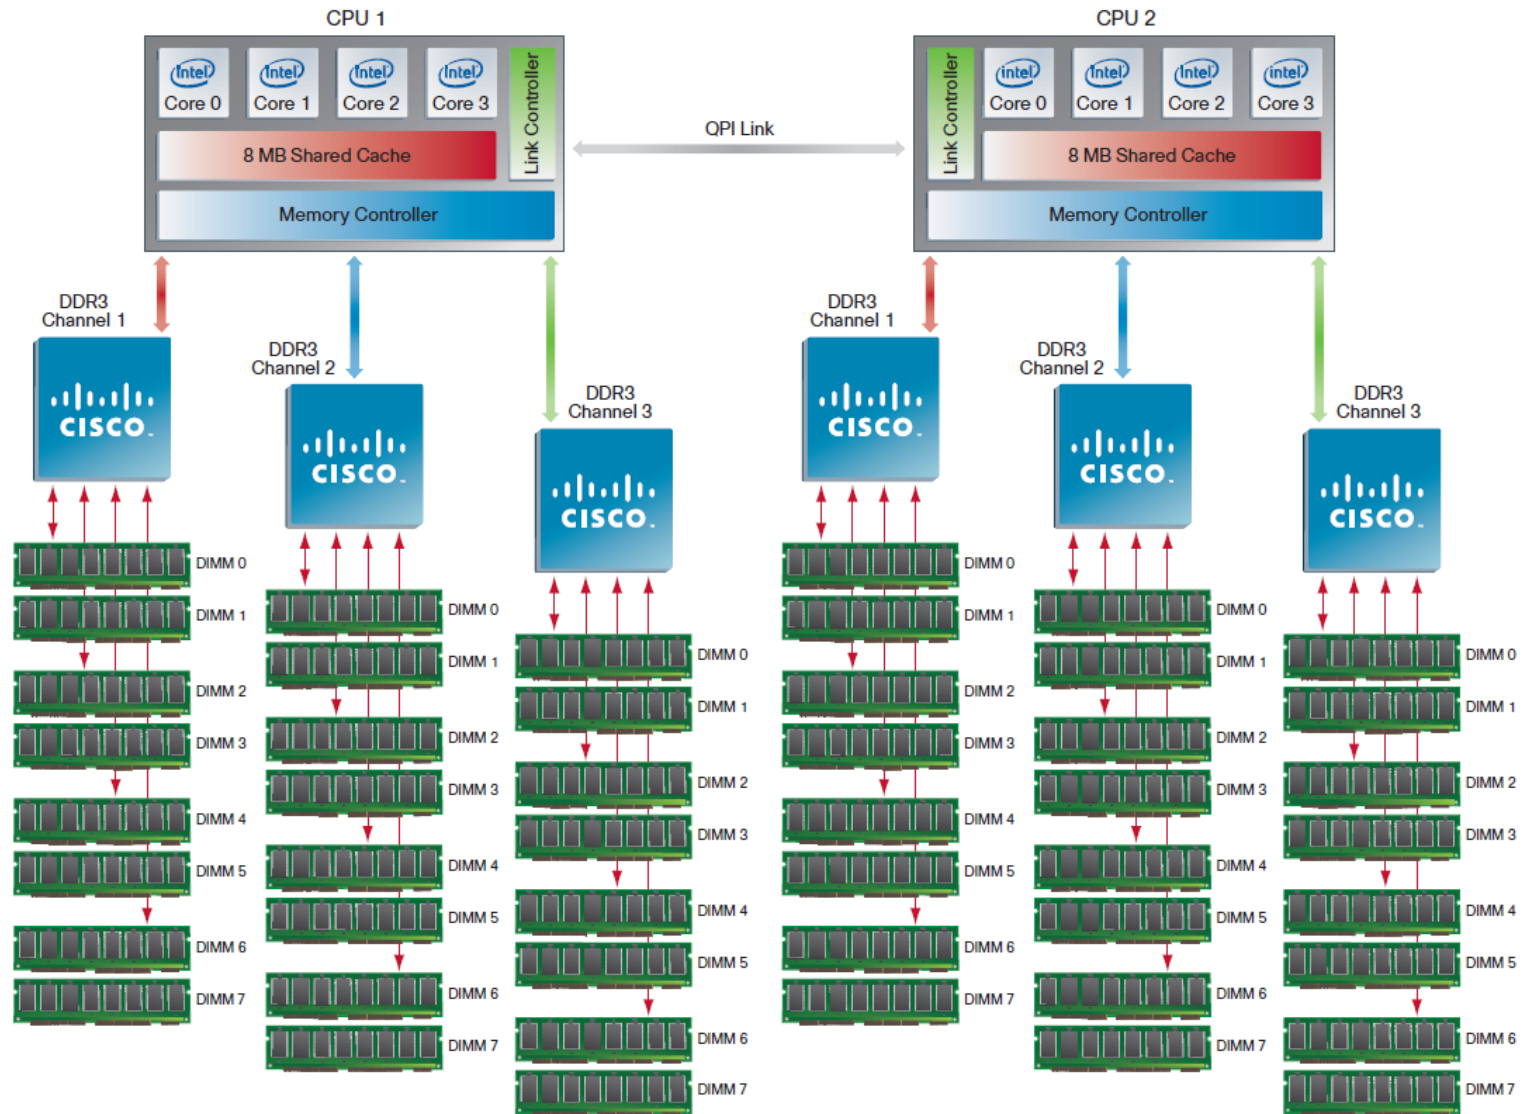 CPU 1
intel
Core 0
intel
Core 1
intel
Core 2
intel
Core 3
Link Controller
8 MB Shared Cache
Memory Controller
QPI Link
CPU 2
Link Controller
intel
Core 0
intel
Core 1
intel
Core 2
intel
Core 3
8 MB Shared Cache
Memory Controller
DDR3
Channel 1
CISCO
DIMM 0
DIMM 1
DIMM 2
DIMM 3
DIMM 4
DIMM 5
DIMM 6
DIMM 7
DDR3
Channel 2
CISCO
DIMM 0
DIMM 1
DIMM 2
DIMM 3
DIMM 4
DIMM 5
DIMM 6
DIMM 7
DDR3
Channel 3
CISCO
DIMM 0
DIMM 1
DIMM 2
DIMM 3
DIMM 4
DIMM 5
DIMM 6
DIMM 7
DDR3
Channel 1
CISCO
DIMM 0
DIMM 1
DIMM 2
DIMM 3
DIMM 4
DIMM 5
DIMM 6
DIMM 7
DDR3
Channel 2
CISCO
DIMM 0
DIMM 1
DIMM 2
DIMM 3
DIMM 4
DIMM 5
DIMM 6
DIMM 7
DDR3
Channel 3
CISCO
DIMM 0
DIMM 1
DIMM 2
DIMM 3
DIMM 4
DIMM 5
DIMM 6
DIMM 7